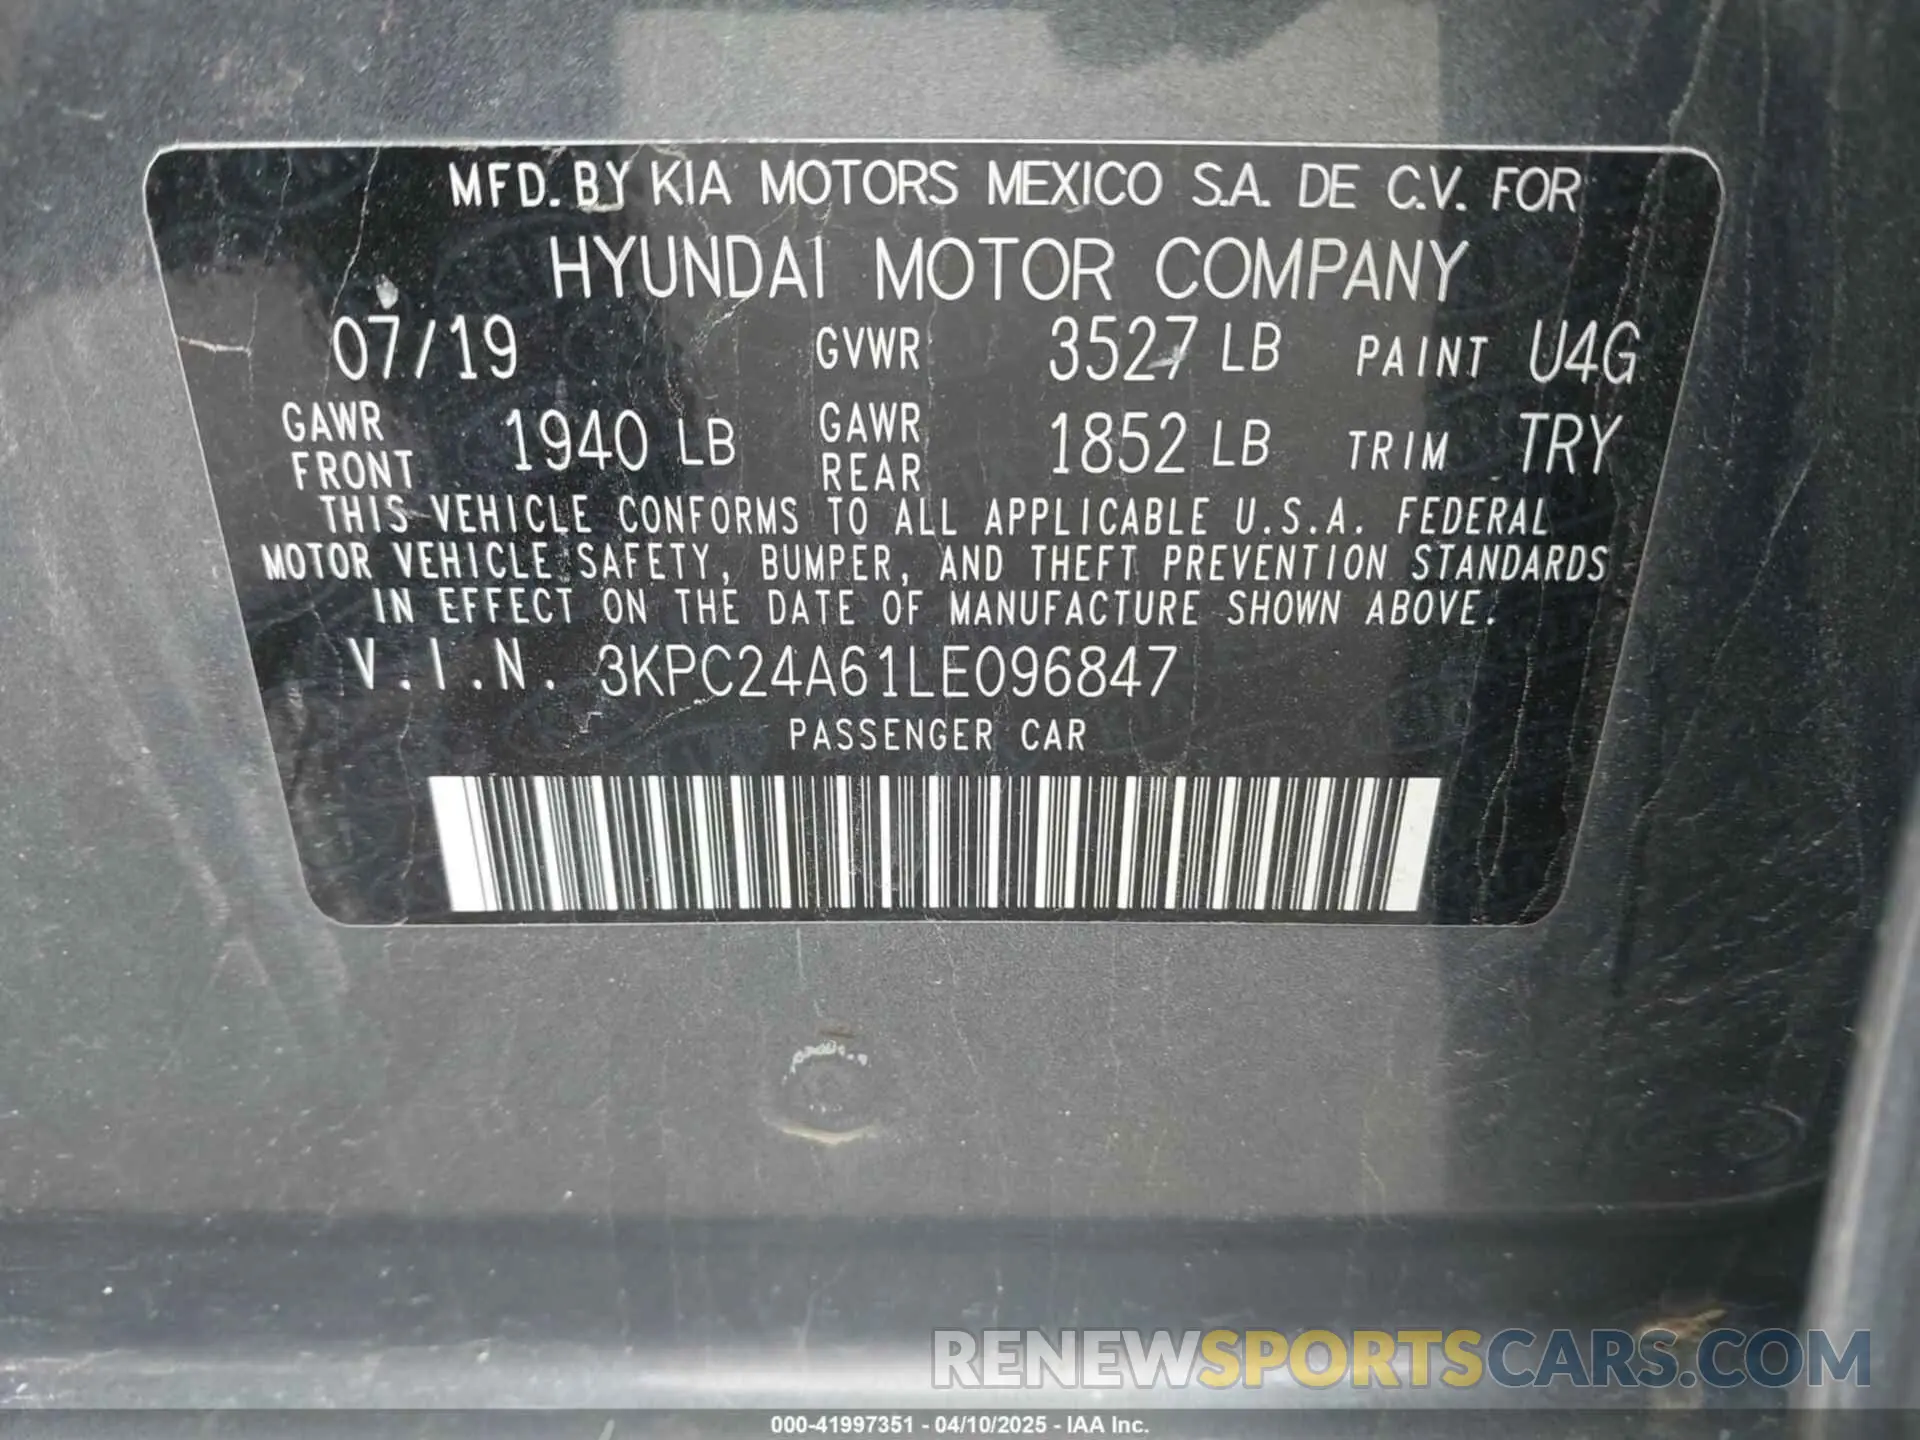 MFD. BY KIA MOTORS MEXICO S.A. DE C.V. FOR
HYUNDAI MOTOR COMPANY
07/19 GVWR 3527 LB PAINT U4G
GAWR FRONT 1940 LB GAWR REAR 1852 LB TRIM TRY
THIS VEHICLE CONFORMS TO ALL APPLICABLE U.S.A. FEDERAL
MOTOR VEHICLE SAFETY, BUMPER, AND THEFT PREVENTION STANDARDS
IN EFFECT ON THE DATE OF MANUFACTURE SHOWN ABOVE.
V.I.N. 3KPC24A61LE096847
PASSENGER CAR
RENEWSPORTSCARS.COM
000-41997351 - 04/10/2025 - IAA Inc.